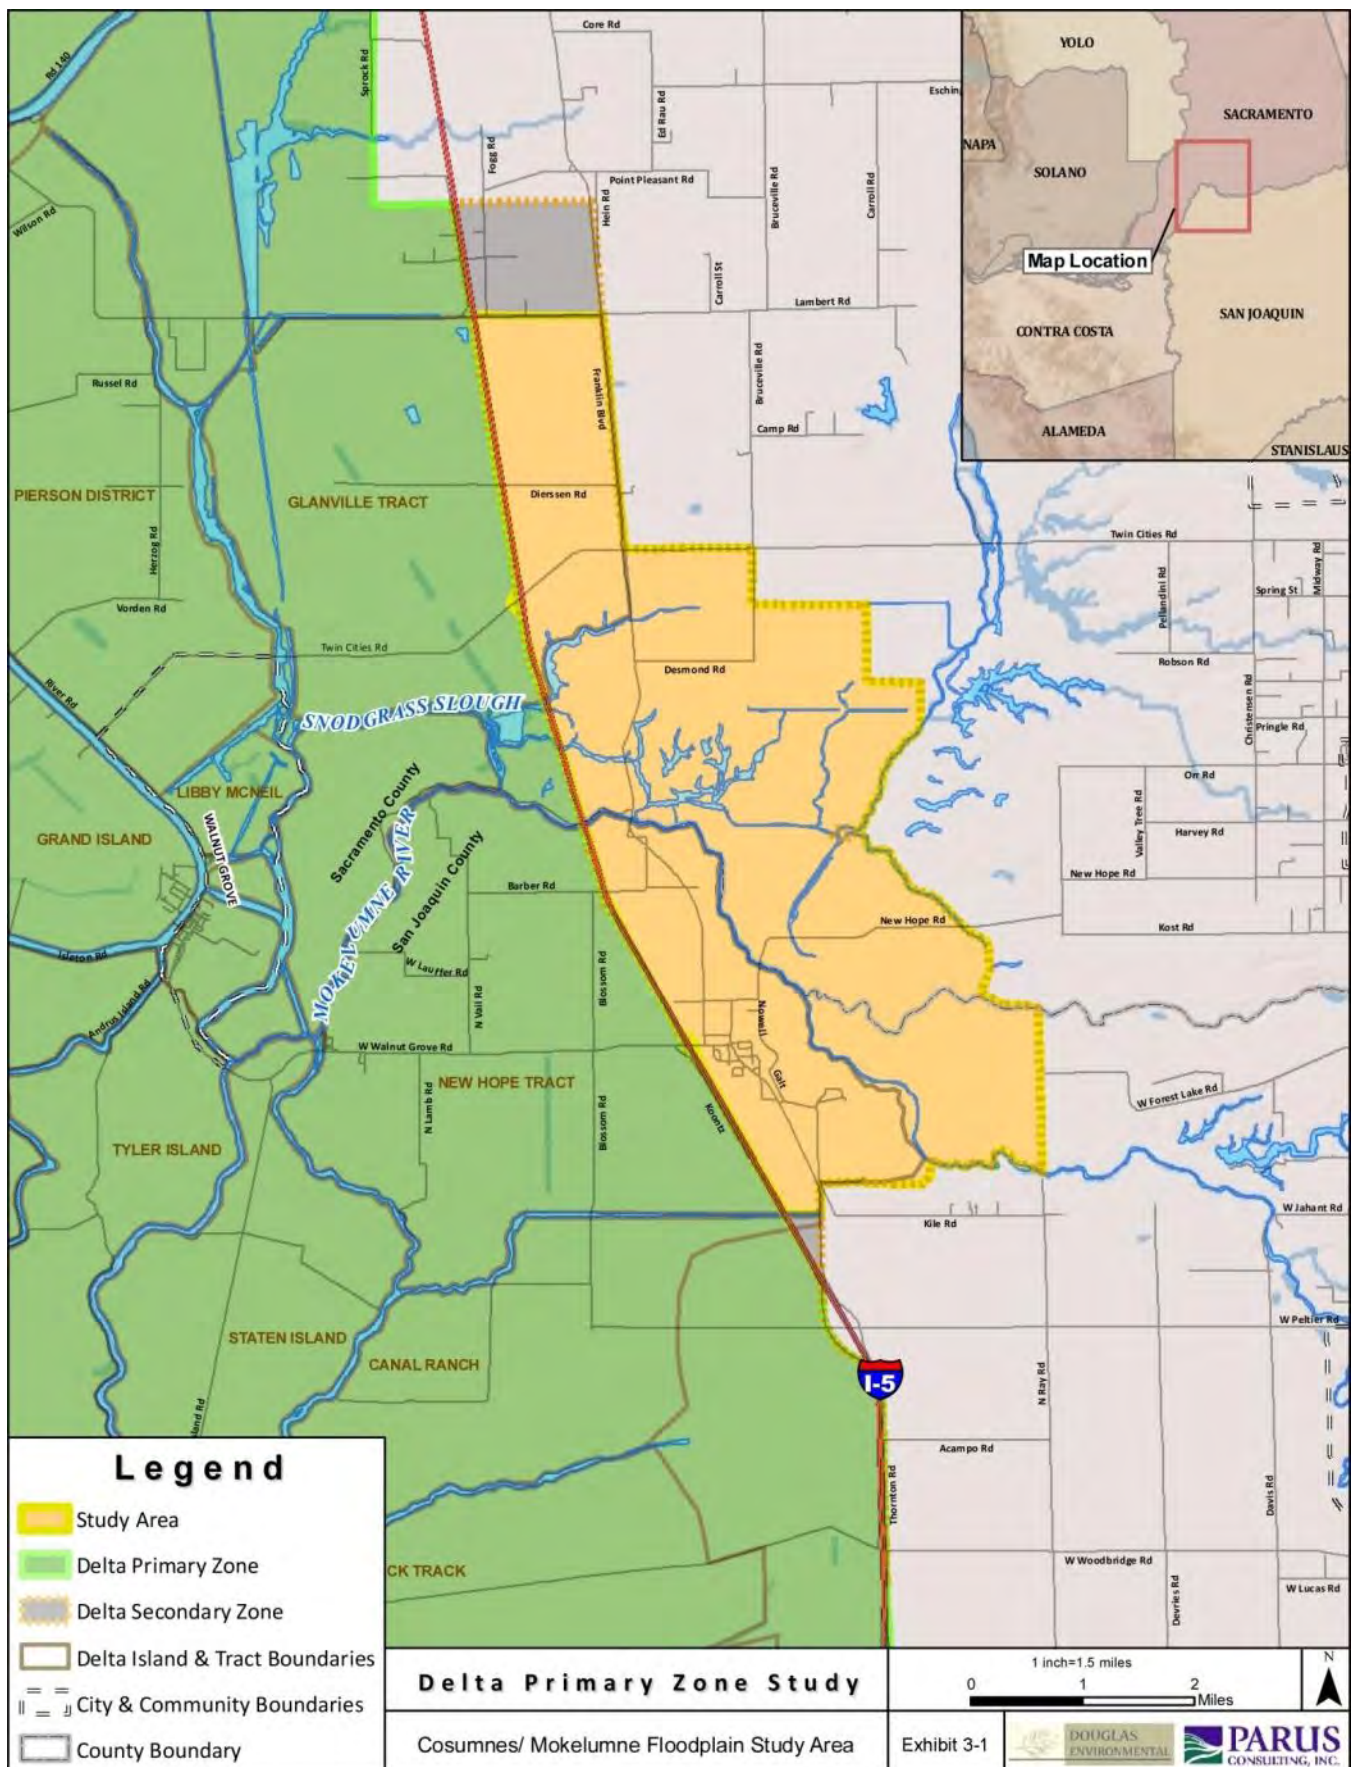 Core Rd
Rd 140
Sprock Rd
Ed Rau Rd
Fogg Rd
Point Pleasant Rd
Hein Rd
Bruceville Rd
Carroll Rd
Wilson Rd
Carroll St
Lambert Rd
YOLO
SACRAMENTO
NAPA
SOLANO
Map Location
CONTRA COSTA
SAN JOAQUIN
ALAMEDA
STANISLAUS
Russel Rd
Franklin Blvd
Bruceville Rd
Camp Rd
PIERSON DISTRICT
GLANVILLE TRACT
Dierssen Rd
Herzog Rd
Twin Cities Rd
Pellandini Rd
Spring St
Midway Rd
Vorden Rd
Twin Cities Rd
Desmond Rd
Robson Rd
River Rd
SNODGRASS SLOUGH
Christensen Rd
Pringle Rd
Orr Rd
LIBBY MCNEIL
Sacramento County
GRAND ISLAND
WALNUT GROVE
MOKELUMNE RIVER
San Joaquin County
Valley Tree Rd
Harvey Rd
Barber Rd
New Hope Rd
New Hope Rd
Kost Rd
Isleton Rd
W Lauffer Rd
Blossom Rd
Andrus Island Rd
N Vail Rd
Nowell
W Walnut Grove Rd
NEW HOPE TRACT
Galt
N Lamb Rd
Blossom Rd
Koontz
W Forest Lake Rd
TYLER ISLAND
Kile Rd
W Jahant Rd
W Peltier Rd
STATEN ISLAND
CANAL RANCH
I-5
N Ray Rd
Island Rd
Acampo Rd
Thornton Rd
Davis Rd
CK TRACK
W Woodbridge Rd
Devries Rd
W Lucas Rd
Legend
Study Area
Delta Primary Zone
Delta Secondary Zone
Delta Island & Tract Boundaries
City & Community Boundaries
County Boundary
Delta Primary Zone Study
Cosumnes/ Mokelumne Floodplain Study Area
Exhibit 3-1
1 inch=1.5 miles
0 1 2
Miles
N
DOUGLAS
ENVIRONMENTAL
PARUS
CONSULTING, INC.